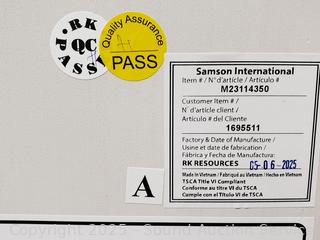 . RK .
PASS
QC
Quality Assurance
PASS
Samson International
Item # / N° d'article / Artículo #
M23114350
Customer Item # /
N° d'article client /
Artículo # del Cliente
1695511
Factory & Date of Manufacture /
Usine et date de fabrication /
Fábrica y Fecha de Manufactura:
RK RESOURCES 05-06-2025
Made in Vietnam / Fabriqué au Vietnam / Hecho en Vietnam
TSCA Title VI Compliant
Conforme au titre VI du TSCA
Cumple con el Título VI de TSCA
A